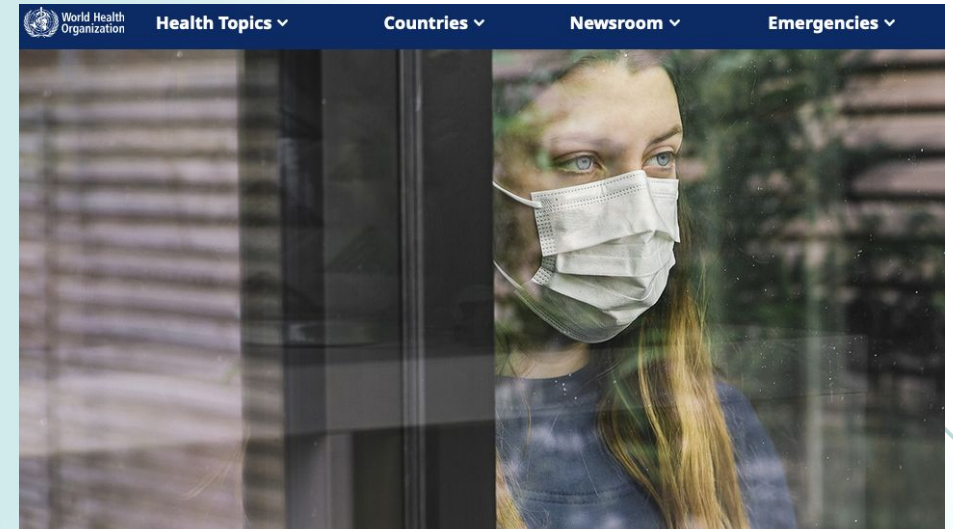 World Health
Organization
Health Topics
Countries
Newsroom
Emergencies